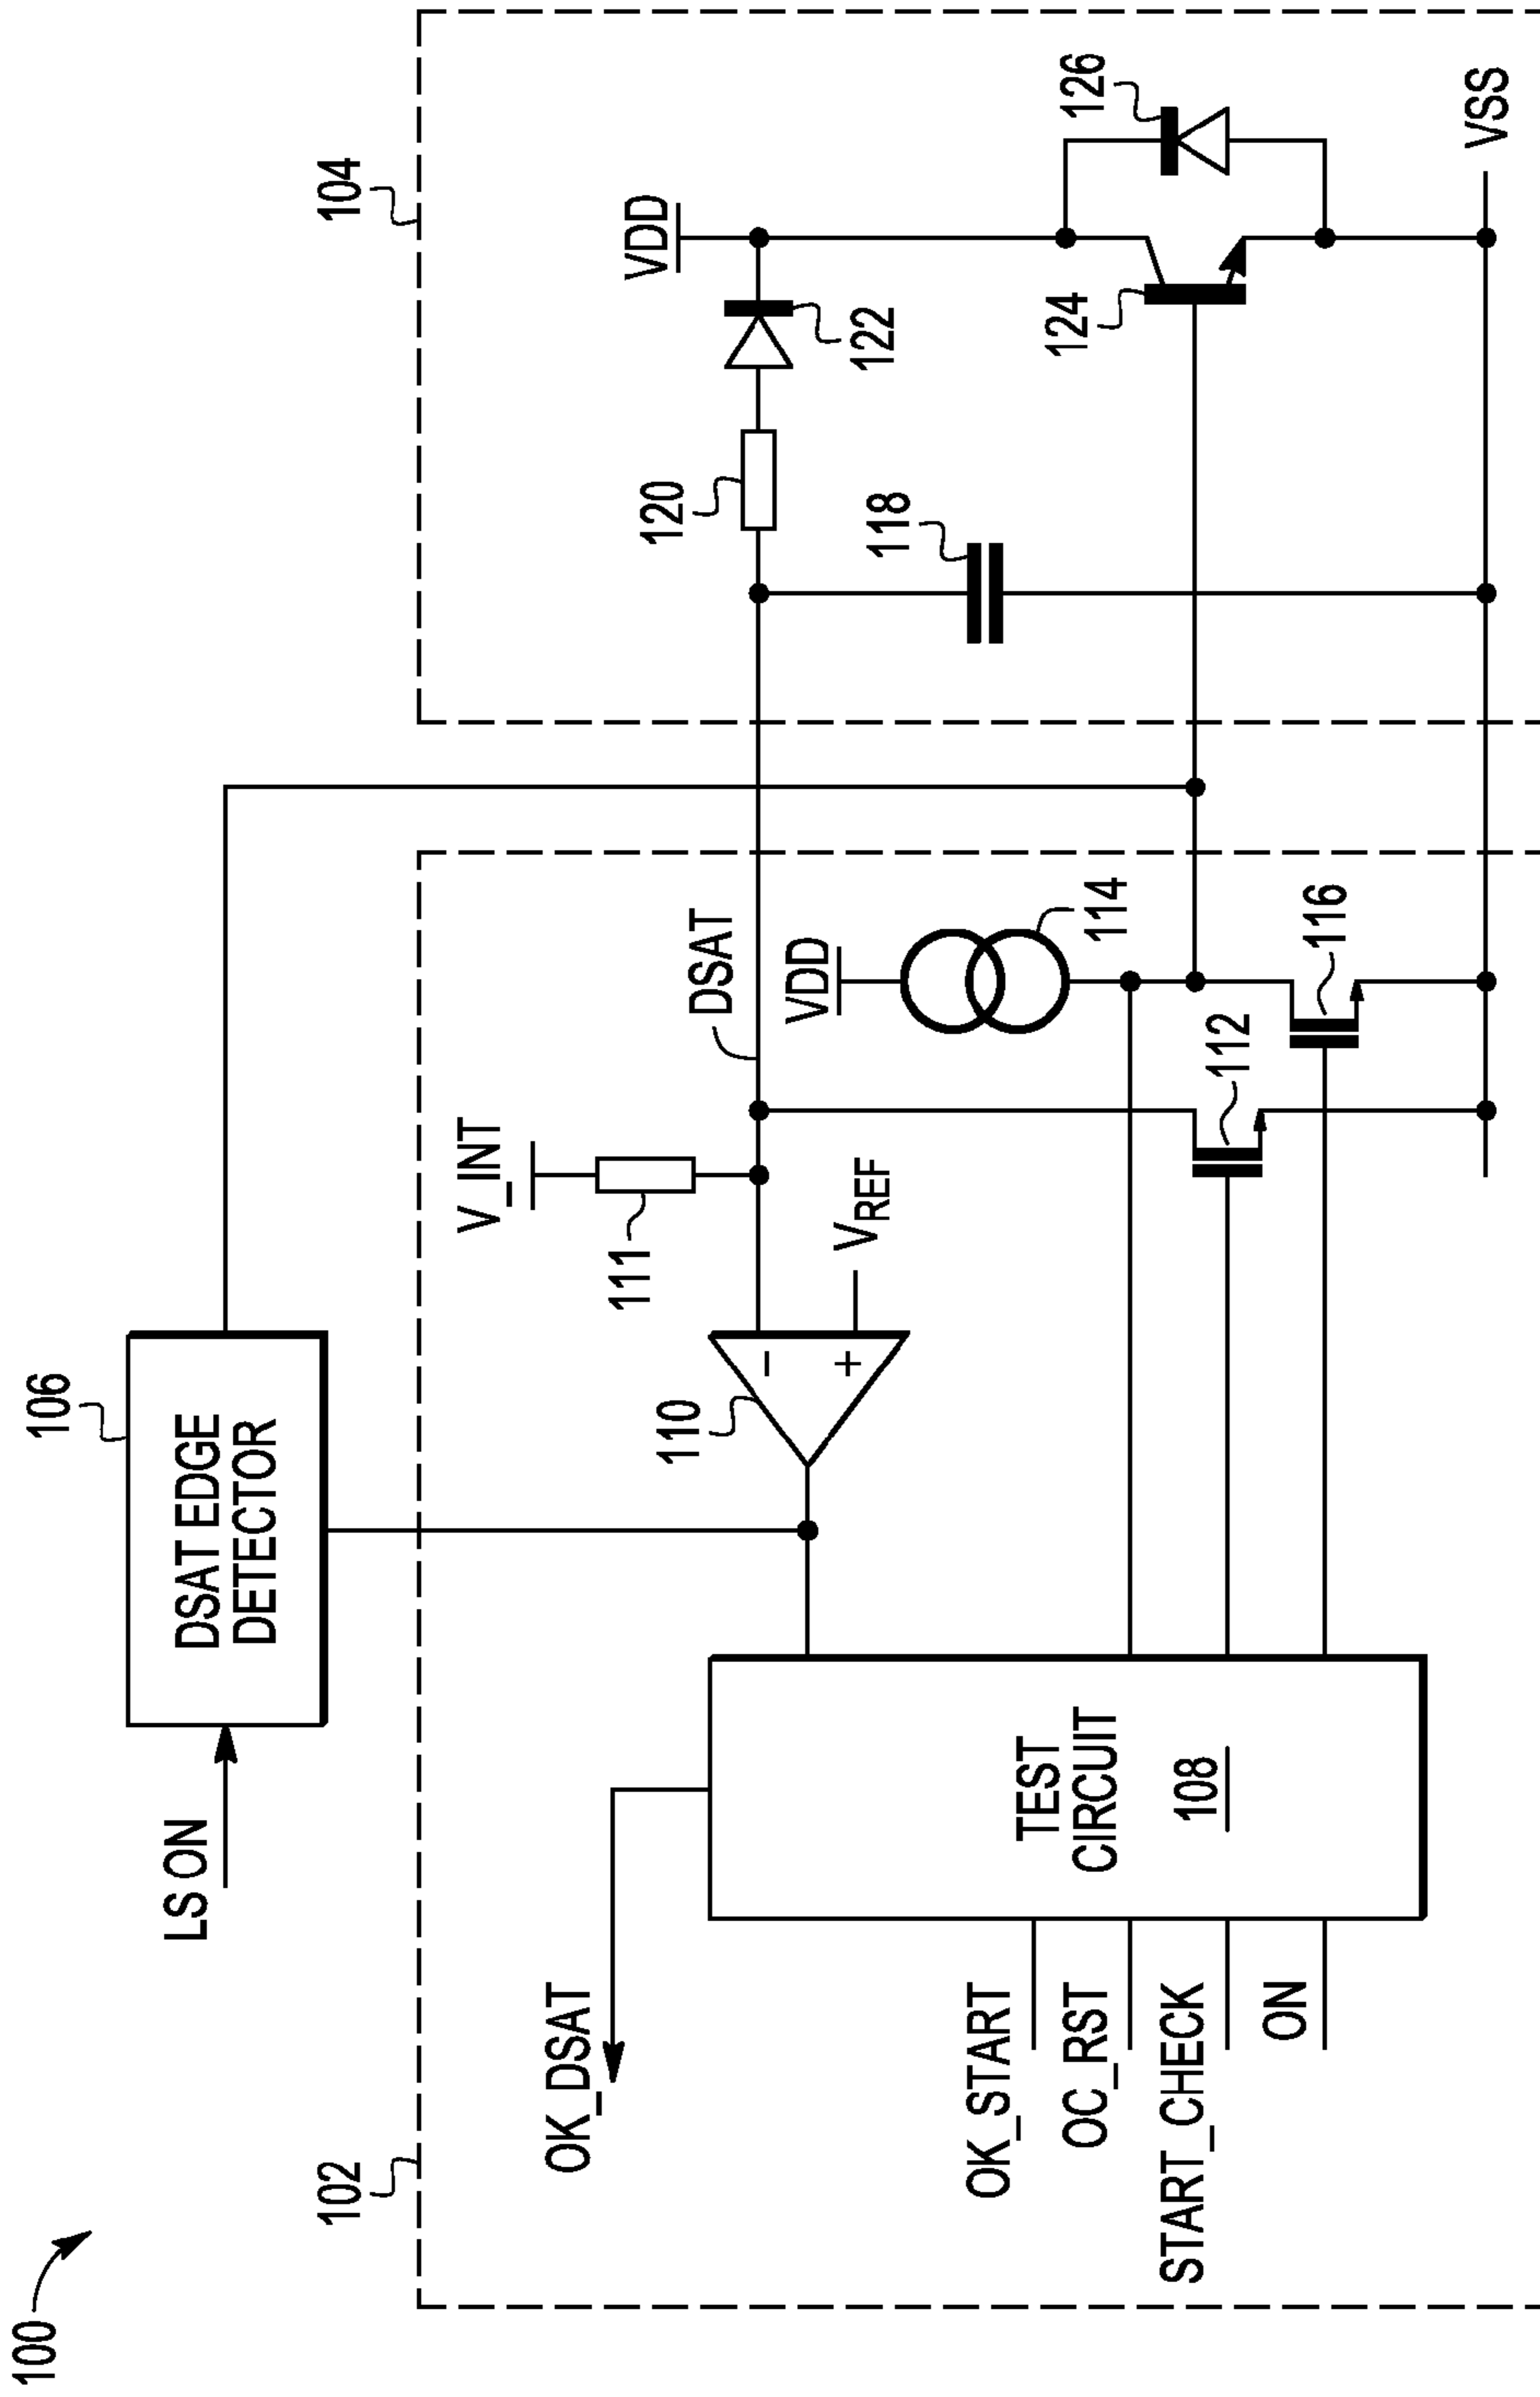 100
106
DSAT EDGE
DETECTOR
LS ON
102
104
OK_DSAT
V_INT
111
110
-
+
VREF
DSAT
VDD
114
112
116
120
122
VDD
118
124
126
VSS
OK_START
OC_RST
START_CHECK
ON
TEST
CIRCUIT
108